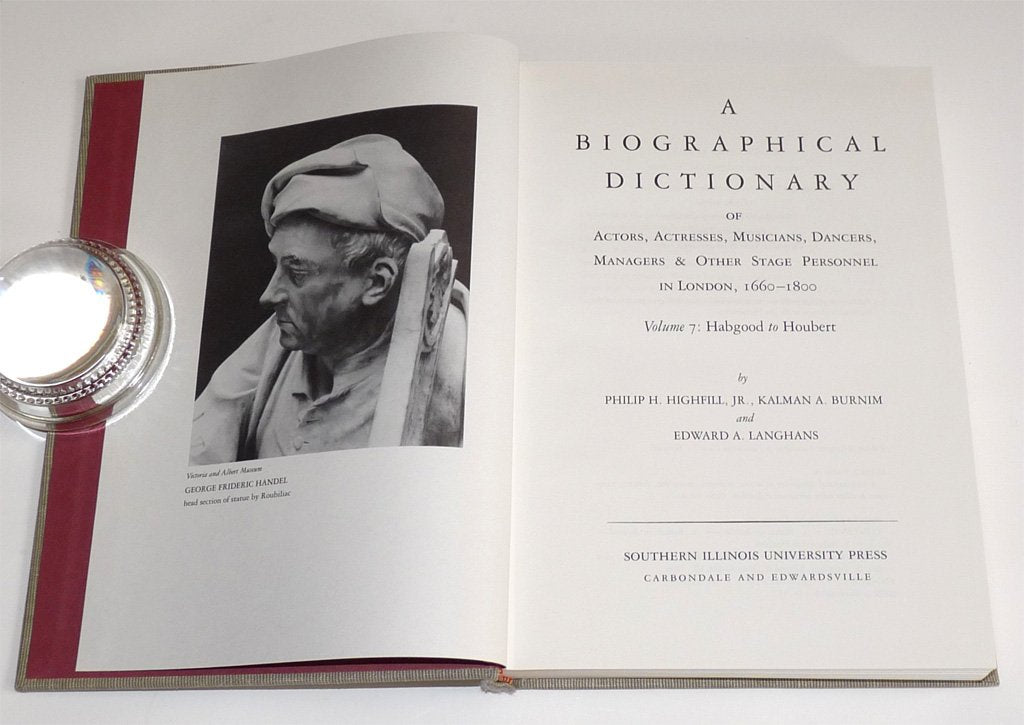 Victoria and Albert Museum
GEORGE FRIDERIC HANDEL
head section of statue by Roubiliac
A
BIOGRAPHICAL
DICTIONARY
OF
ACTORS, ACTRESSES, MUSICIANS, DANCERS,
MANAGERS & OTHER STAGE PERSONNEL
IN LONDON, 1660–1800
Volume 7: Habgood to Houbert
by
PHILIP H. HIGHFILL, JR., KALMAN A. BURNIM
and
EDWARD A. LANGHANS
SOUTHERN ILLINOIS UNIVERSITY PRESS
CARBONDALE AND EDWARDSVILLE